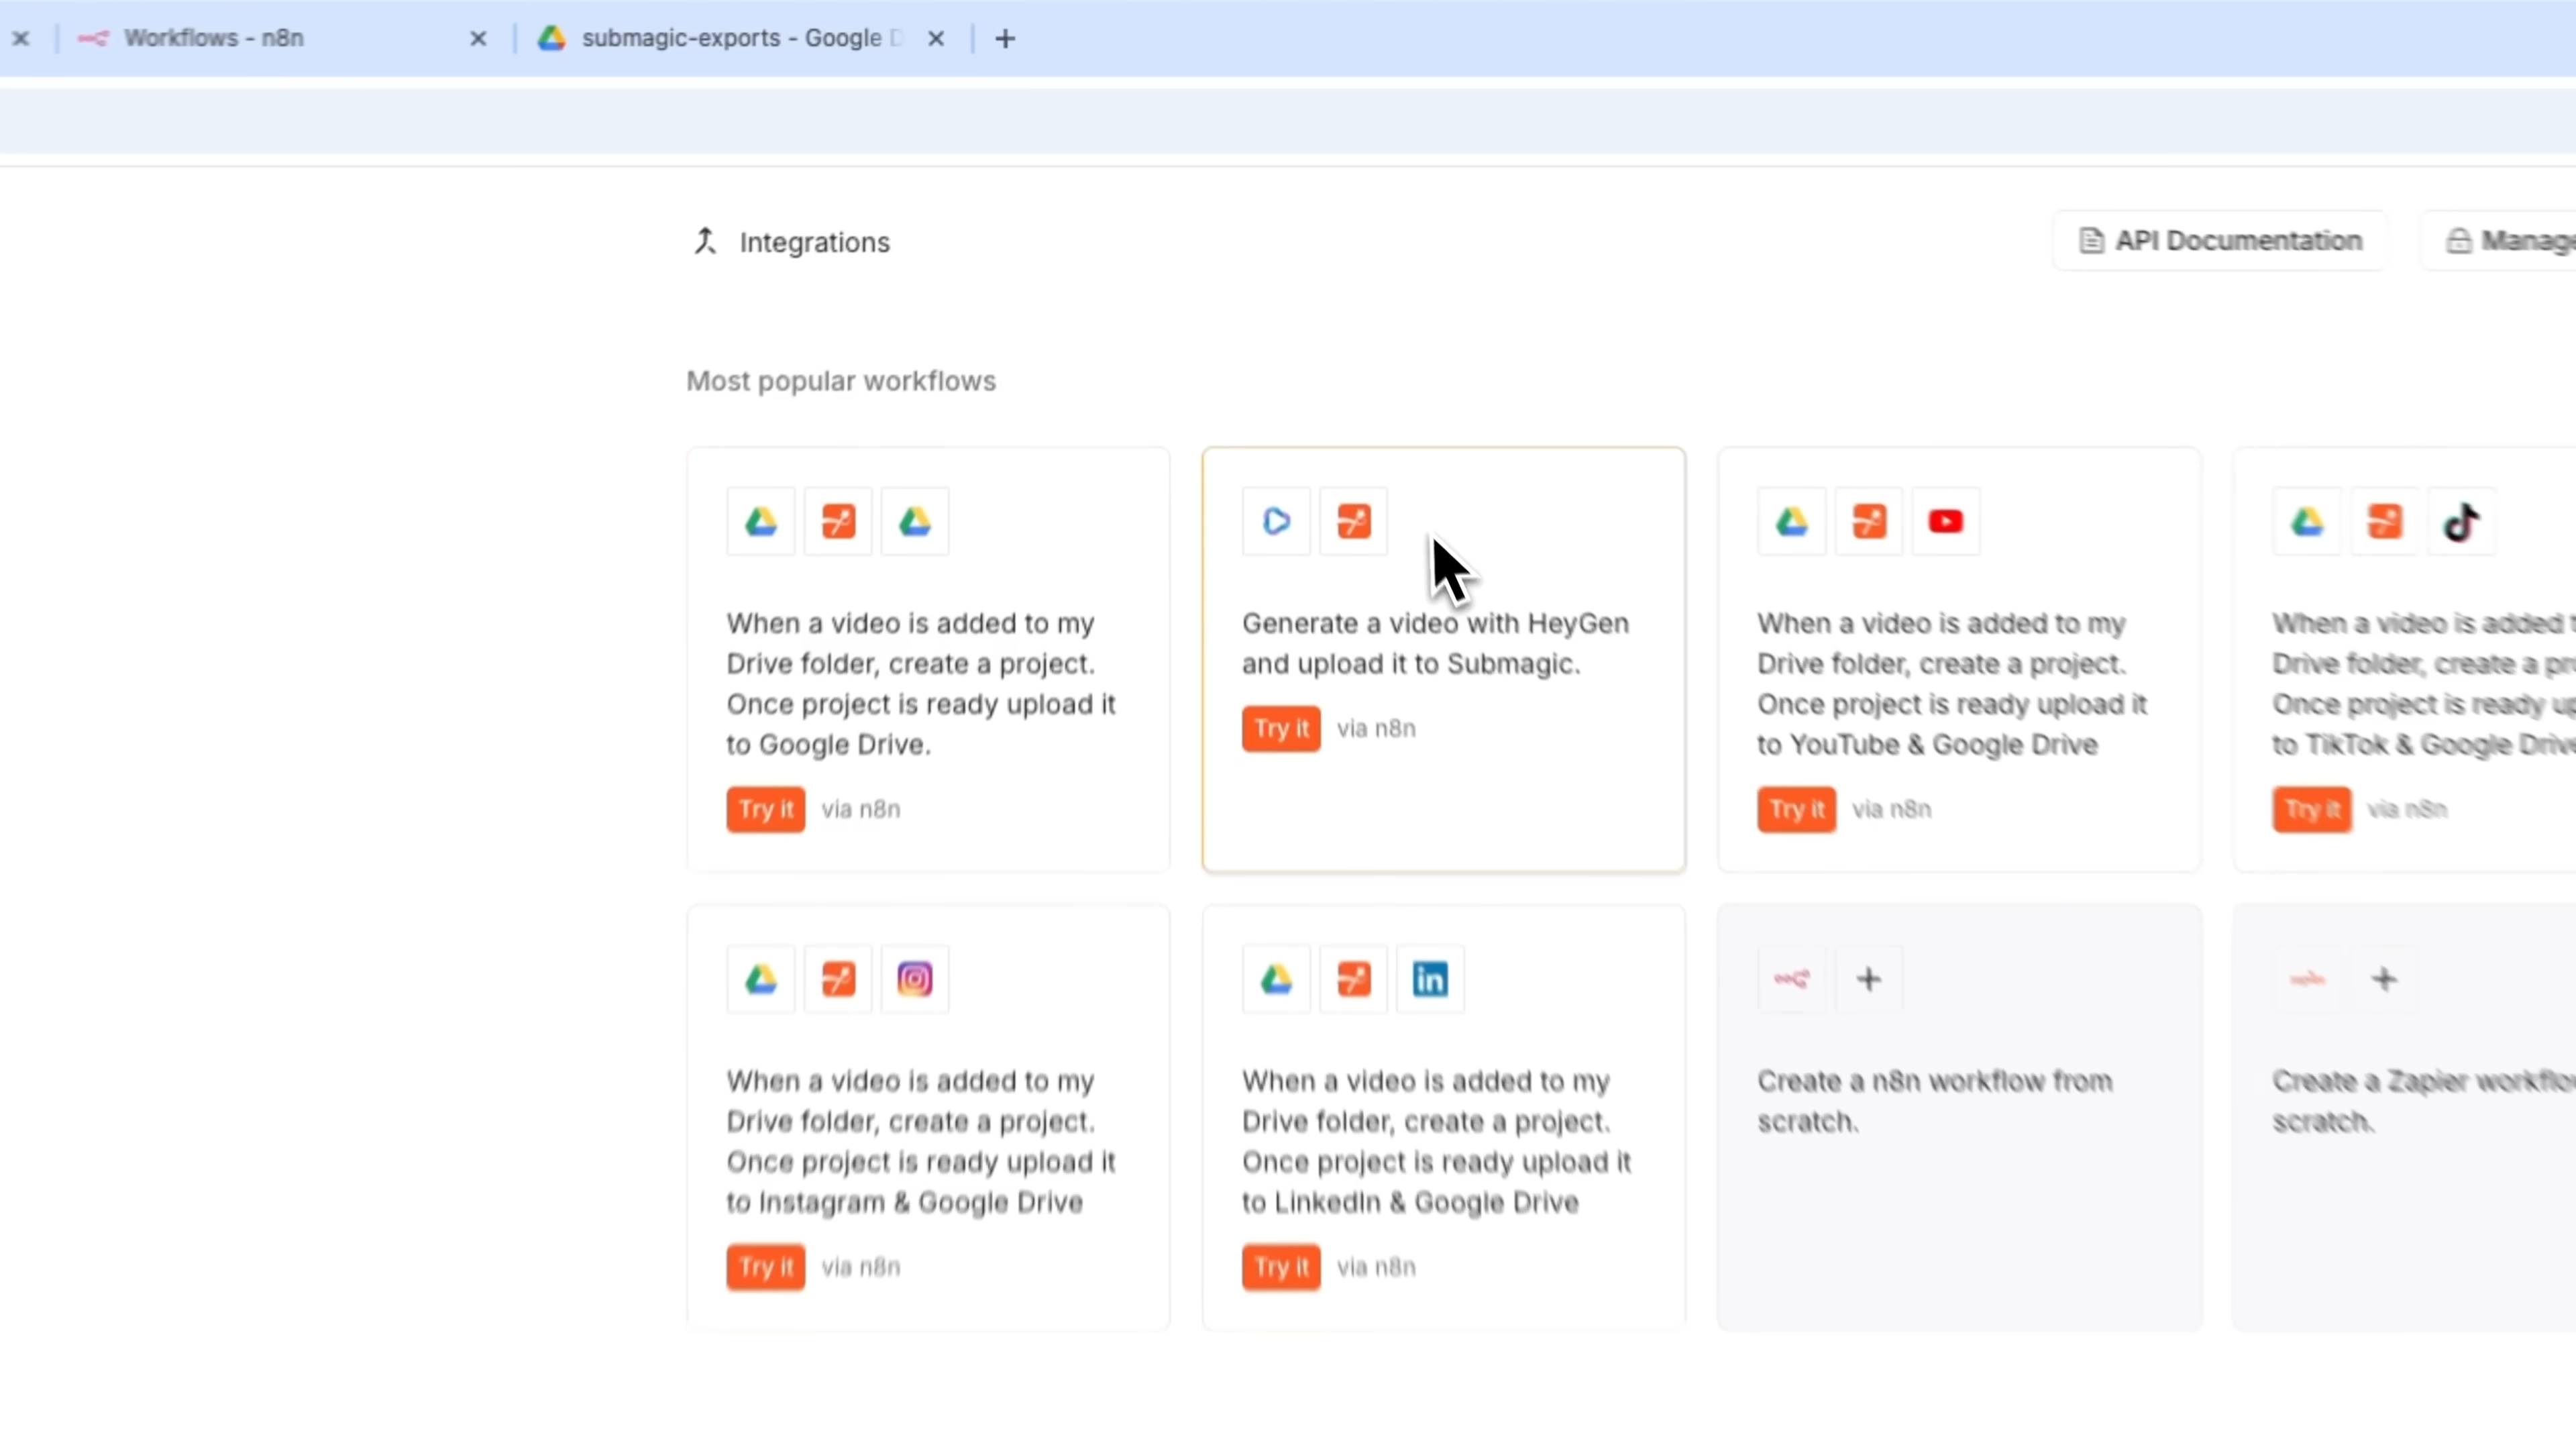 Workflows - n8n
submagic-exports - Google
Integrations
API Documentation
Manage
Most popular workflows
When a video is added to my
Drive folder, create a project.
Once project is ready upload it
to Google Drive.
Try it via n8n
Generate a video with HeyGen
and upload it to Submagic.
Try it via n8n
When a video is added to my
Drive folder, create a project.
Once project is ready upload it
to YouTube & Google Drive
Try it via n8n
When a video is added
Drive folder, create a
Once project is ready
to TikTok & Google Drive
Try it via n8n
When a video is added to my
Drive folder, create a project.
Once project is ready upload it
to Instagram & Google Drive
Try it via n8n
in
When a video is added to my
Drive folder, create a project.
Once project is ready upload it
to LinkedIn & Google Drive
Try it via n8n
Create a n8n workflow from
scratch.
Create a Zapier
scratch.